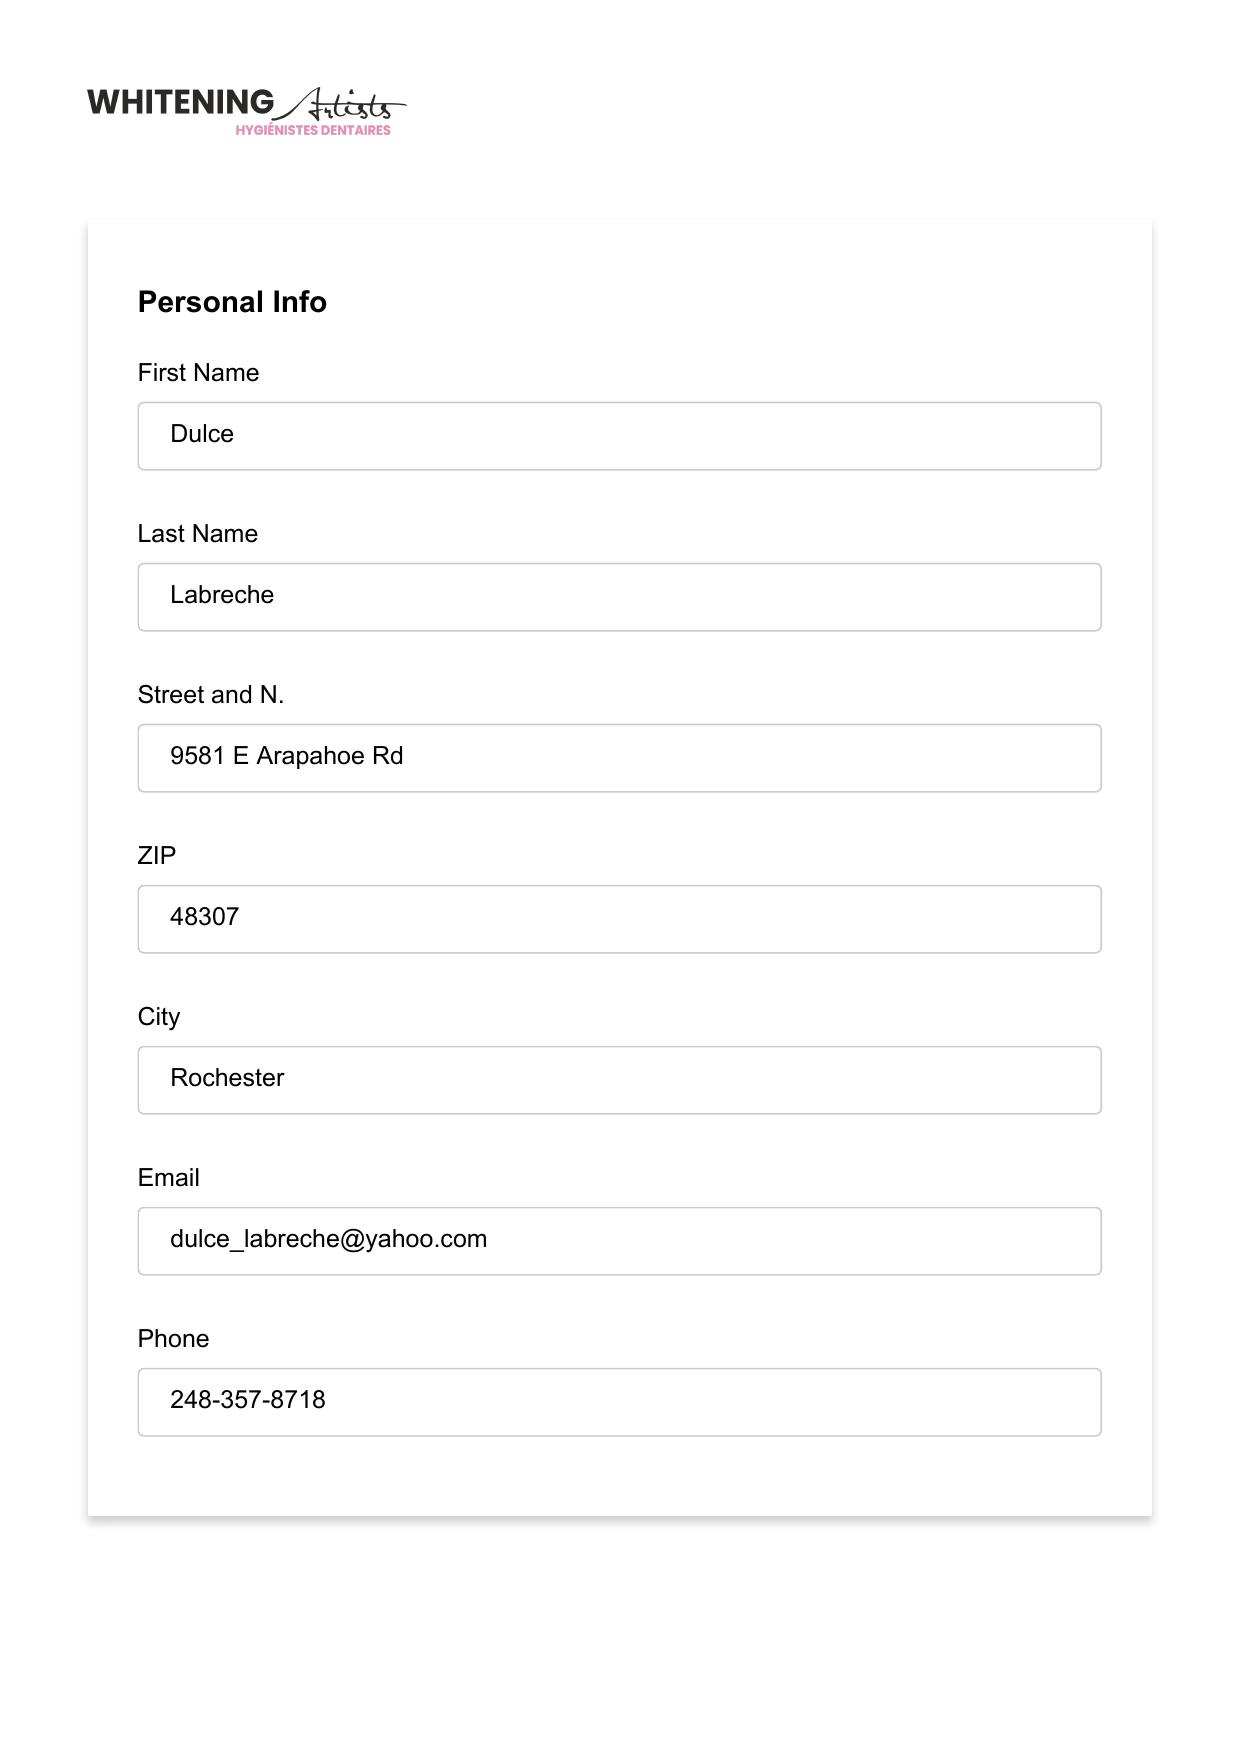 WHITENING Artists
HYGIÉNISTES DENTAIRES
Personal Info
First Name
Dulce
Last Name
Labreche
Street and N.
9581 E Arapahoe Rd
ZIP
48307
City
Rochester
Email
dulce_labreche@yahoo.com
Phone
248-357-8718